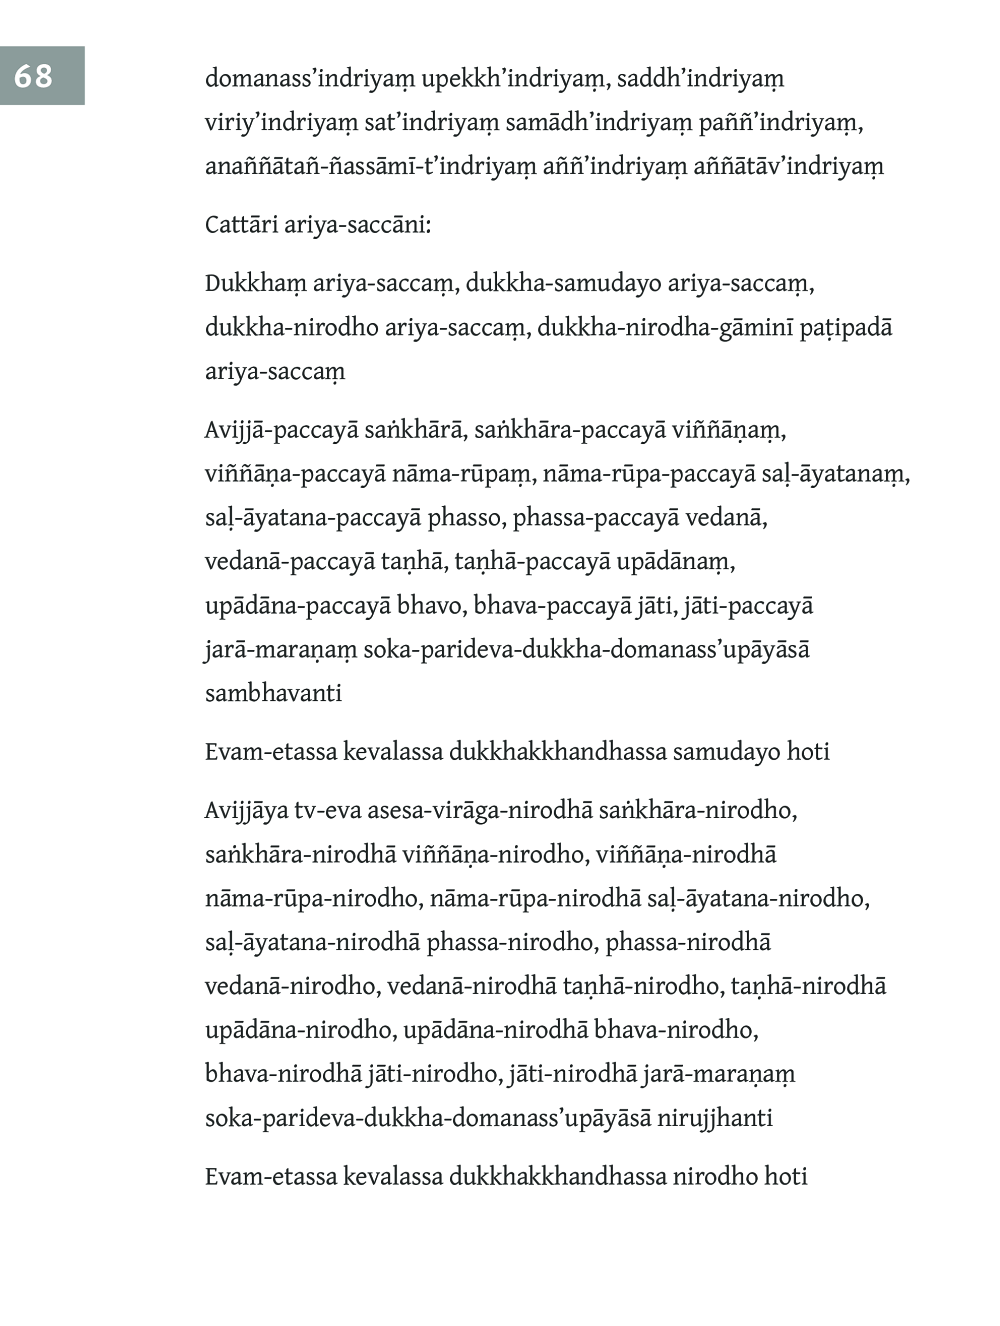 68
domanass’indriyaṃ upekkh’indriyaṃ, saddh’indriyaṃ
viriy’indriyaṃ sat’indriyaṃ samādh’indriyaṃ paññ’indriyaṃ,
anaññātañ-ñassāmī-t’indriyaṃ aññ’indriyaṃ aññātāv’indriyaṃ
Cattāri ariya-saccāni:
Dukkhaṃ ariya-saccaṃ, dukkha-samudayo ariya-saccaṃ,
dukkha-nirodho ariya-saccaṃ, dukkha-nirodha-gāminī paṭipadā
ariya-saccaṃ
Avijjā-paccayā saṅkhārā, saṅkhāra-paccayā viññāṇaṃ,
viññāṇa-paccayā nāma-rūpaṃ, nāma-rūpa-paccayā saḷ-āyatanaṃ,
saḷ-āyatana-paccayā phasso, phassa-paccayā vedanā,
vedanā-paccayā taṇhā, taṇhā-paccayā upādānaṃ,
upādāna-paccayā bhavo, bhava-paccayā jāti, jāti-paccayā
jarā-maraṇaṃ soka-parideva-dukkha-domanass’upāyāsā
sambhavanti
Evam-etassa kevalassa dukkhakkhandhassa samudayo hoti
Avijjāya tv-eva asesa-virāga-nirodhā saṅkhāra-nirodho,
saṅkhāra-nirodhā viññāṇa-nirodho, viññāṇa-nirodhā
nāma-rūpa-nirodho, nāma-rūpa-nirodhā saḷ-āyatana-nirodho,
saḷ-āyatana-nirodhā phassa-nirodho, phassa-nirodhā
vedanā-nirodho, vedanā-nirodhā taṇhā-nirodho, taṇhā-nirodhā
upādāna-nirodho, upādāna-nirodhā bhava-nirodho,
bhava-nirodhā jāti-nirodho, jāti-nirodhā jarā-maraṇaṃ
soka-parideva-dukkha-domanass’upāyāsā nirujjhanti
Evam-etassa kevalassa dukkhakkhandhassa nirodho hoti